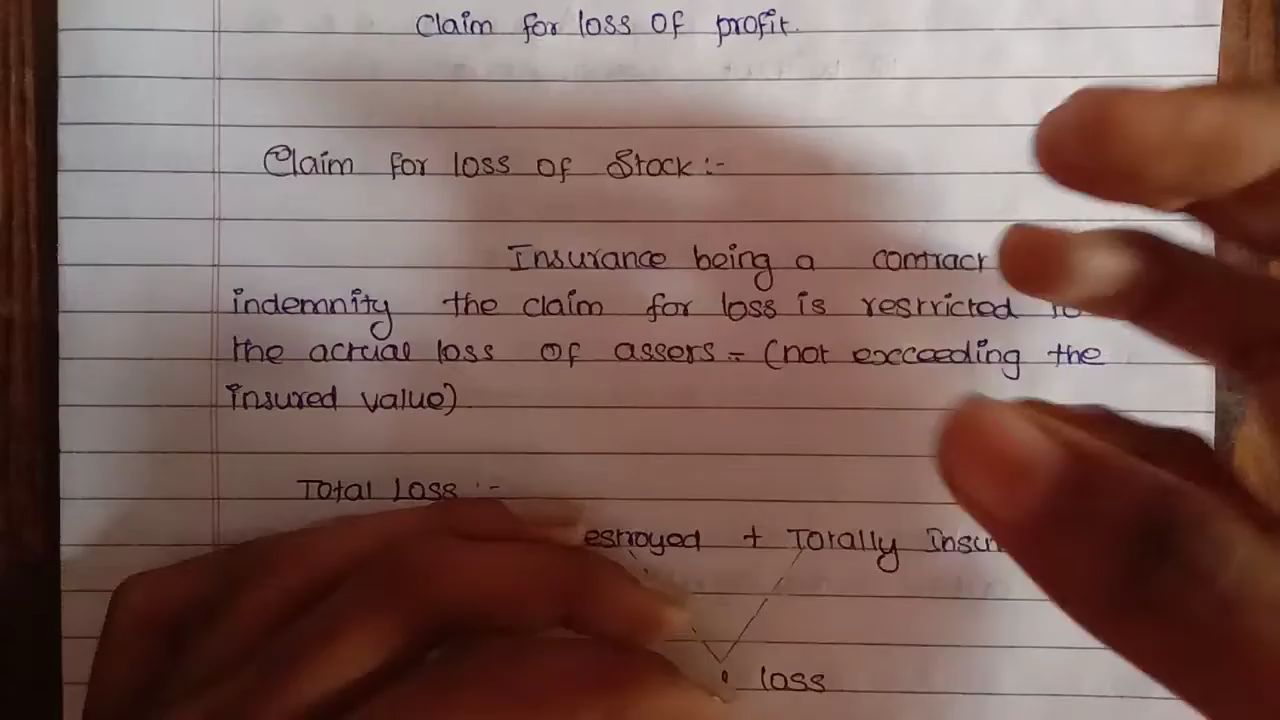 Claim for loss of profit.
Claim for loss of Stock :-
Insurance being a contract
indemnity the claim for loss is restricted to
the actual loss of assets = (not exceeding the
insured value)
Total Loss :-
estroyed + Totally Insu
loss